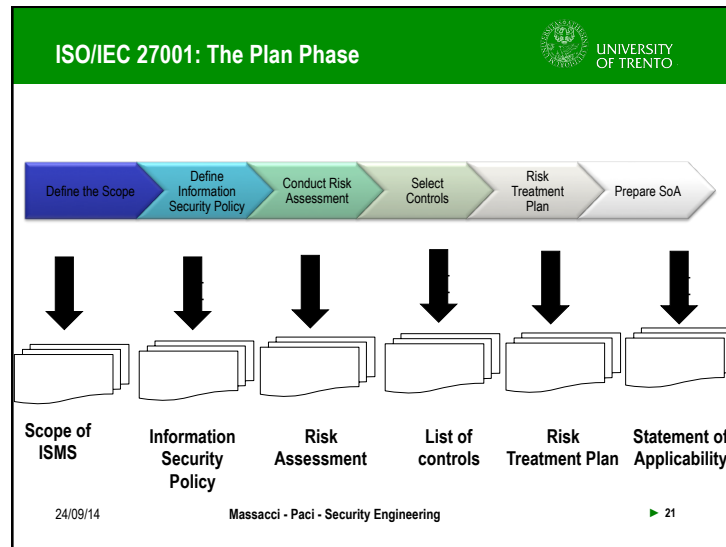 ISO/IEC 27001: The Plan Phase
UNIVERSITY
OF TRENTO
Define the Scope
Define
Information
Security Policy
Conduct Risk
Assessment
Select
Controls
Risk
Treatment
Plan
Prepare SoA
Scope of
ISMS
Information
Security
Policy
Risk
Assessment
List of
controls
Risk
Treatment Plan
Statement of
Applicability
24/09/14
Massacci - Paci - Security Engineering
► 21